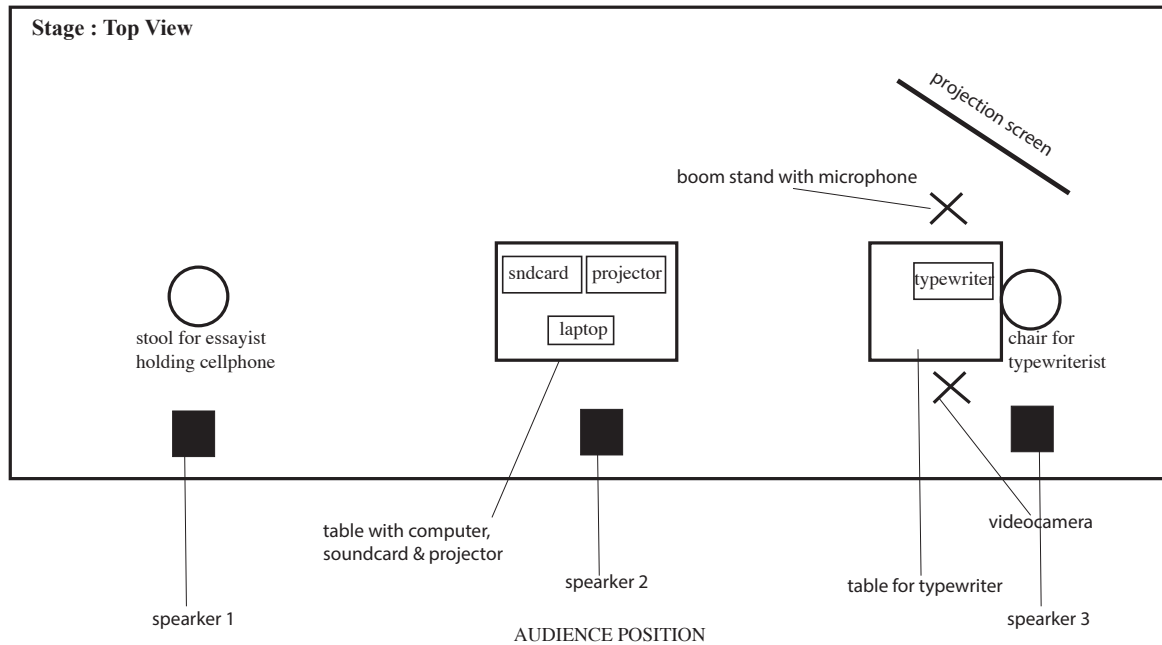 Stage : Top View
projection screen
boom stand with microphone
sndcard
projector
typewriter
laptop
stool for essayist
holding cellphone
chair for
typewriterist
table with computer,
soundcard & projector
videocamera
spearker 2
table for typewriter
spearker 1
spearker 3
AUDIENCE POSITION